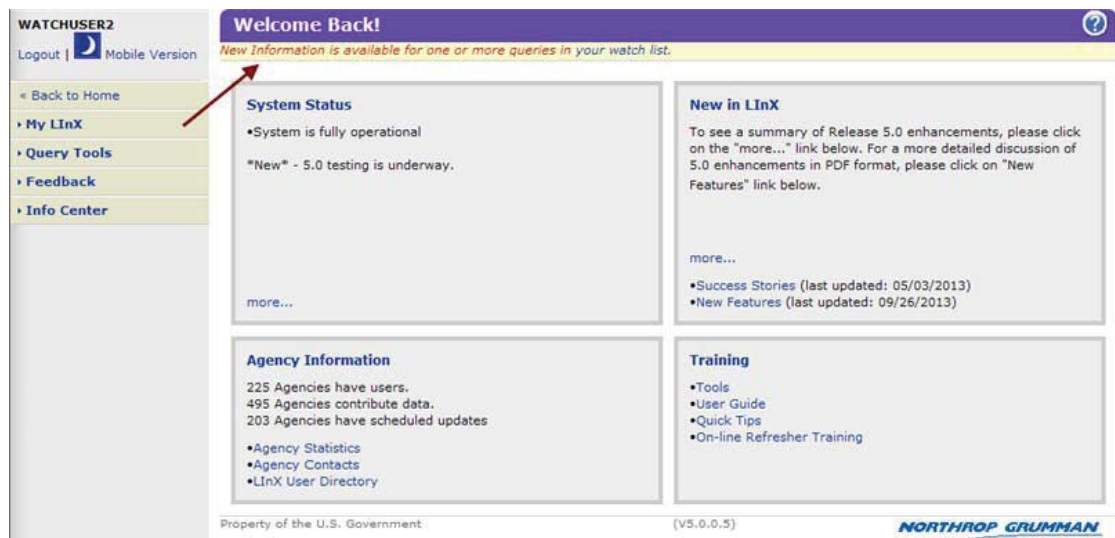 WATCHUSER2
Logout | Mobile Version
« Back to Home
My LInX
Query Tools
Feedback
Info Center
Welcome Back!
?
New Information is available for one or more queries in your watch list.
System Status
•System is fully operational
*New* - 5.0 testing is underway.
more...
New in LInX
To see a summary of Release 5.0 enhancements, please click
on the "more..." link below. For a more detailed discussion of
5.0 enhancements in PDF format, please click on "New
Features" link below.
more...
•Success Stories (last updated: 05/03/2013)
•New Features (last updated: 09/26/2013)
Agency Information
225 Agencies have users.
495 Agencies contribute data.
203 Agencies have scheduled updates
•Agency Statistics
•Agency Contacts
•LInX User Directory
Training
•Tools
•User Guide
•Quick Tips
•On-line Refresher Training
Property of the U.S. Government
(V5.0.0.5)
NORTHROP GRUMMAN